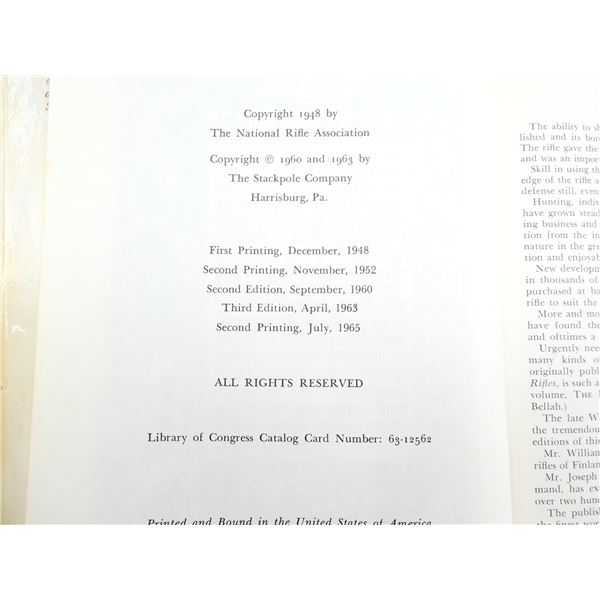 Copyright 1948 by
The National Rifle Association
Copyright © 1960 and 1963 by
The Stackpole Company
Harrisburg, Pa.
First Printing, December, 1948
Second Printing, November, 1952
Second Edition, September, 1960
Third Edition, April, 1963
Second Printing, July, 1965
ALL RIGHTS RESERVED
Library of Congress Catalog Card Number: 63-12562
Printed and Bound in the United States of America
The ability to
lished and its bor
The rifle gave the
and was an impor
Skill in using th
edge of the rifle a
defense still, even
Hunting, indiv
have grown stead
ing business and
tion from the in
nature in the gre
tion and enjoyab
New developm
in thousands of
purchased at ba
rifle to suit the
More and mo
have found the
and ofttimes a
Urgently nee
many kinds of
originally publ
Rifles, is such a
volume. THE
Bellah.)
The late W.
the tremendou
editions of this
Mr. William
rifles of Finlan
Mr. Joseph
mand, has ex
over two hun
The publish
the finest wor